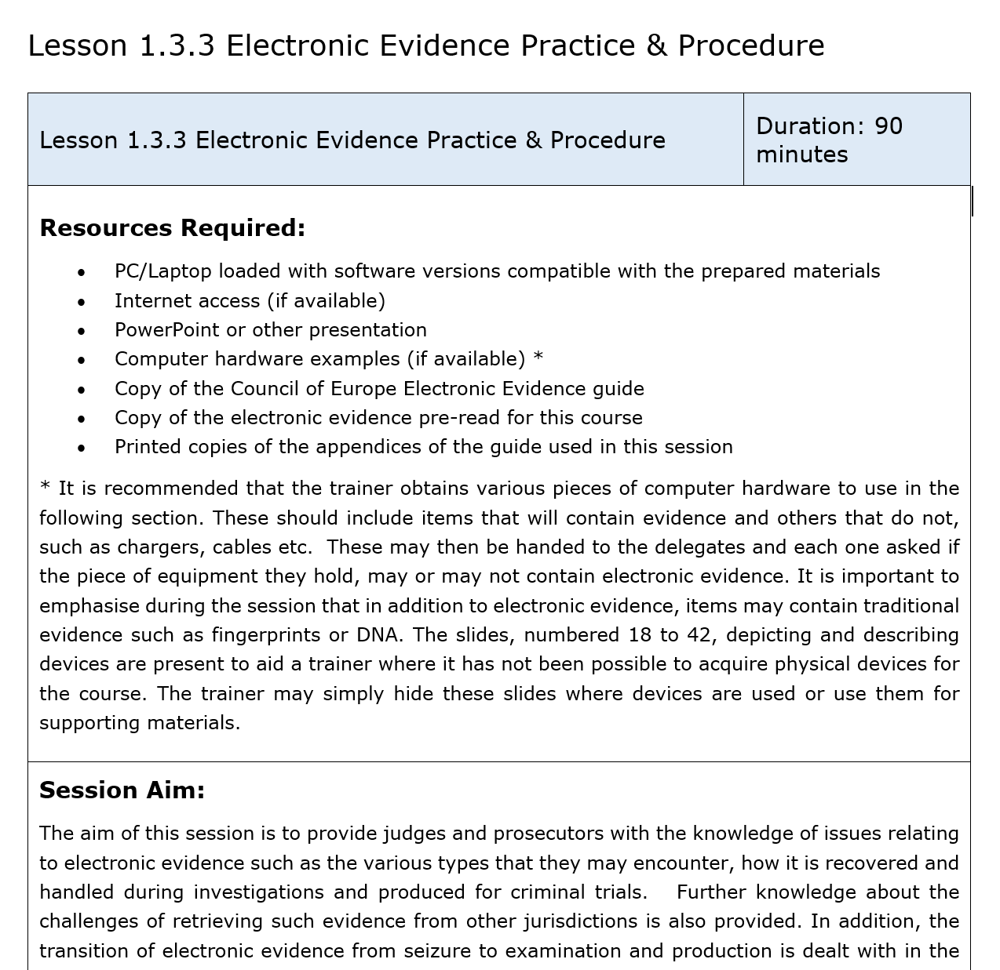 Lesson 1.3.3 Electronic Evidence Practice & Procedure
Lesson 1.3.3 Electronic Evidence Practice & Procedure
Duration: 90
minutes
Resources Required:
• PC/Laptop loaded with software versions compatible with the prepared materials
• Internet access (if available)
• PowerPoint or other presentation
• Computer hardware examples (if available) *
• Copy of the Council of Europe Electronic Evidence guide
• Copy of the electronic evidence pre-read for this course
• Printed copies of the appendices of the guide used in this session
* It is recommended that the trainer obtains various pieces of computer hardware to use in the
following section. These should include items that will contain evidence and others that do not,
such as chargers, cables etc.  These may then be handed to the delegates and each one asked if
the piece of equipment they hold, may or may not contain electronic evidence. It is important to
emphasise during the session that in addition to electronic evidence, items may contain traditional
evidence such as fingerprints or DNA. The slides, numbered 18 to 42, depicting and describing
devices are present to aid a trainer where it has not been possible to acquire physical devices for
the course. The trainer may simply hide these slides where devices are used or use them for
supporting materials.
Session Aim:
The aim of this session is to provide judges and prosecutors with the knowledge of issues relating
to electronic evidence such as the various types that they may encounter, how it is recovered and
handled during investigations and produced for criminal trials.   Further knowledge about the
challenges of retrieving such evidence from other jurisdictions is also provided. In addition, the
transition of electronic evidence from seizure to examination and production is dealt with in the